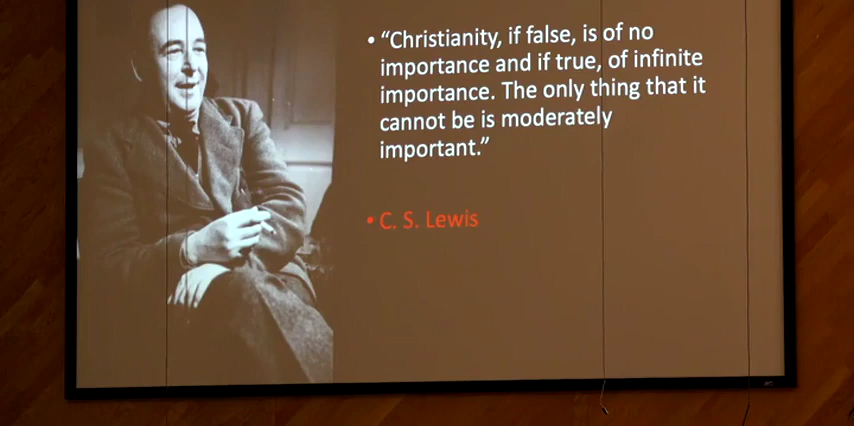 • “Christianity, if false, is of no
importance and if true, of infinite
importance. The only thing that it
cannot be is moderately
important.”
• C. S. Lewis